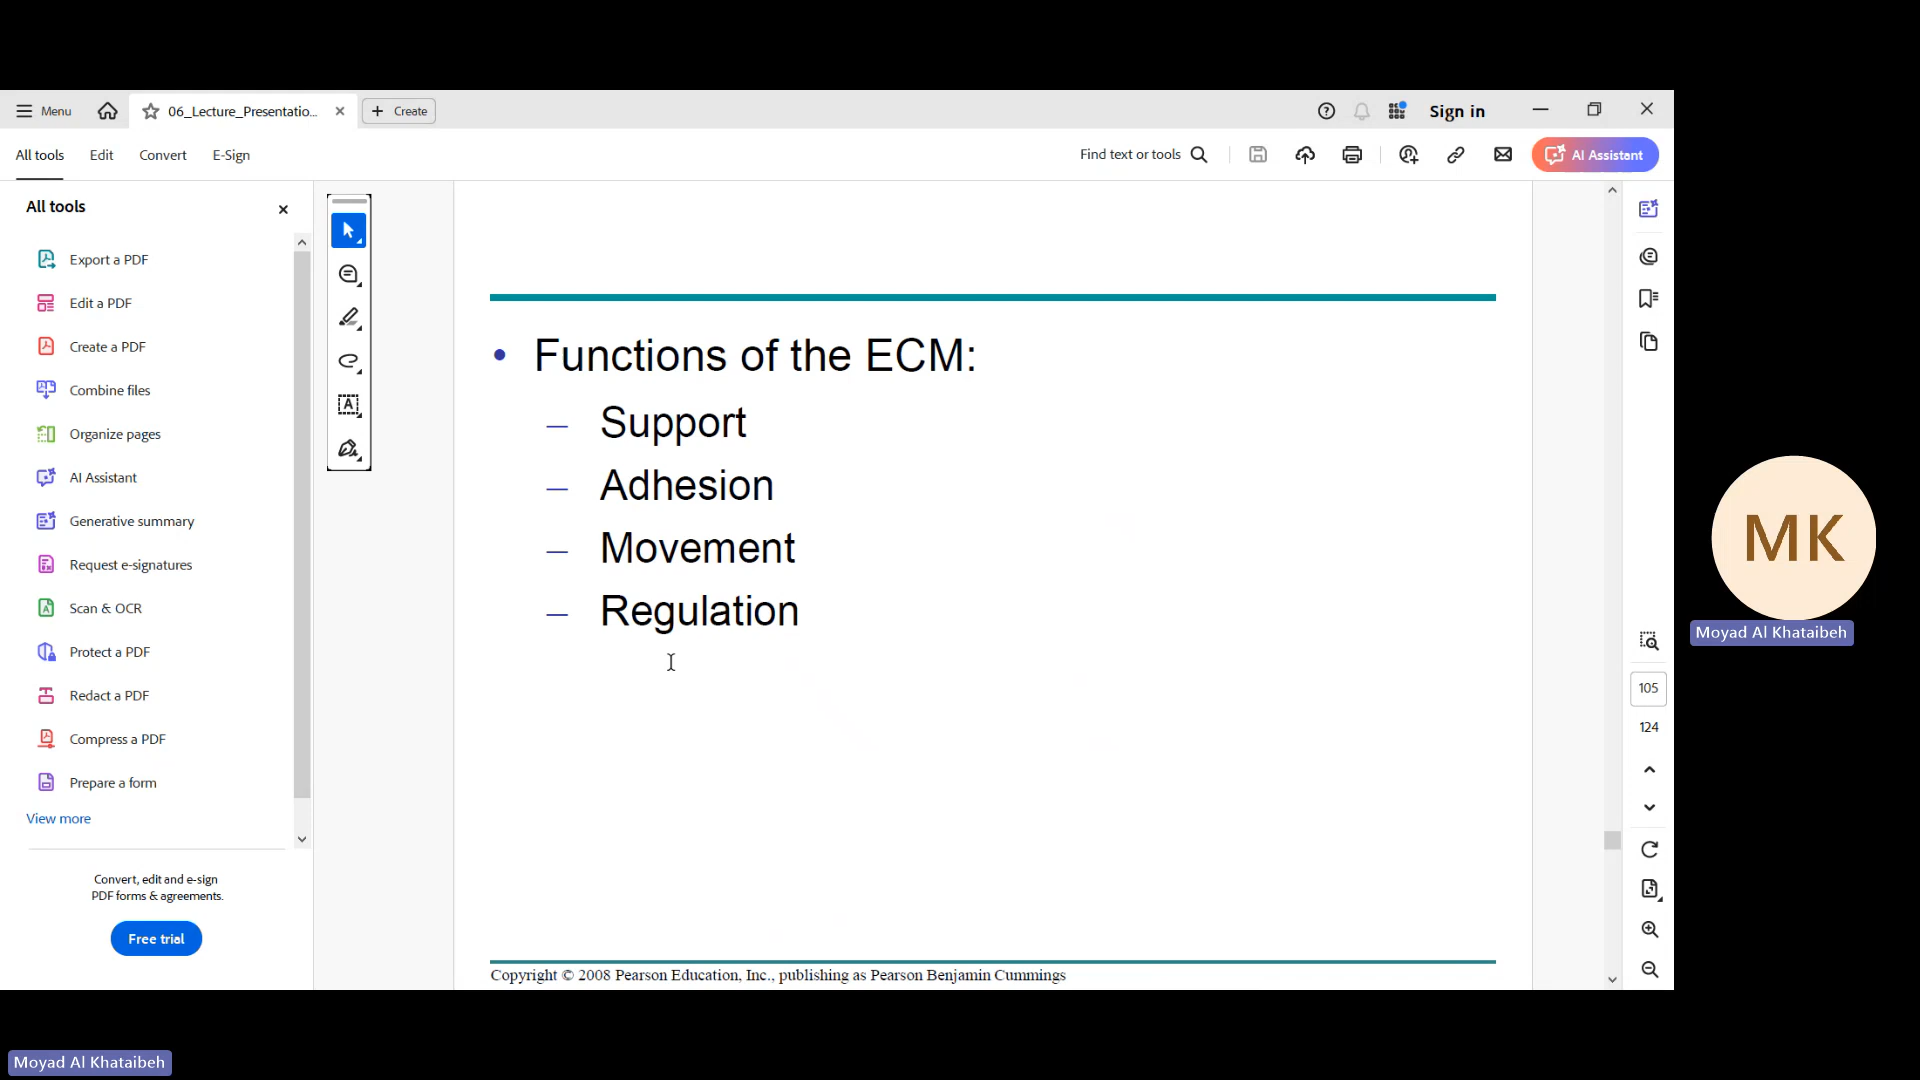 Menu
06_Lecture_Presentatio...
Create
Sign in
All tools
Edit
Convert
E-Sign
Find text or tools
AI Assistant
All tools
Export a PDF
Edit a PDF
Create a PDF
Combine files
Organize pages
AI Assistant
Generative summary
Request e-signatures
Scan & OCR
Protect a PDF
Redact a PDF
Compress a PDF
Prepare a form
View more
Convert, edit and e-sign
PDF forms & agreements.
Free trial
• Functions of the ECM:
– Support
– Adhesion
– Movement
– Regulation
Copyright © 2008 Pearson Education, Inc., publishing as Pearson Benjamin Cummings
105
124
MK
Moyad Al Khataibeh
Moyad Al Khataibeh